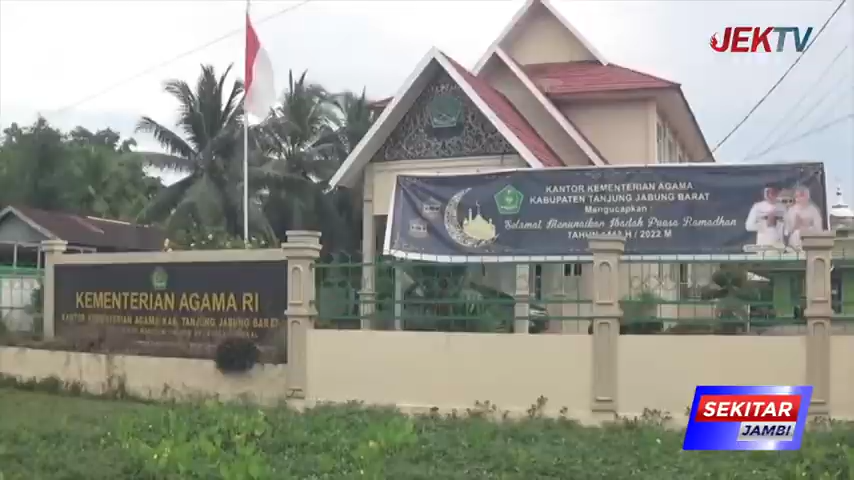 JEKTV
KANTOR KEMENTERIAN AGAMA
KABUPATEN TANJUNG JABUNG BARAT
Mengucapkan :
Selamat Menunaikan Ibadah Puasa Ramadhan
TAHUN H / 2022 M
KEMENTERIAN AGAMA RI
KANTOR KEMENTERIAN AGAMA KAB. TANJUNG JABUNG BARAT
SEKITAR
JAMBI